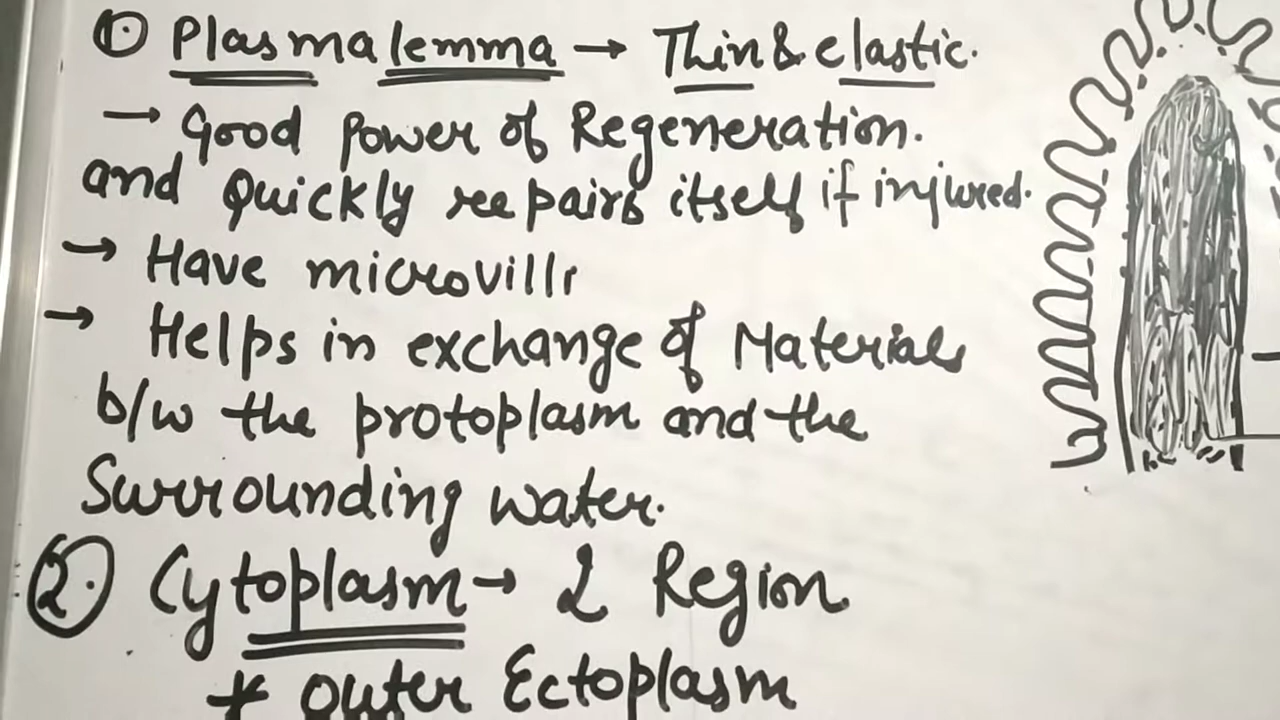 ① Plasmalemma → Thin & elastic.
→ Good Power of Regeneration.
and quickly reepairs itself if injured.
→ Have microvilli
→ Helps in exchange of Materials
b/w the protoplasm and the
Surrounding water.
②. Cytoplasm → 2 Region
* outer Ectoplasm